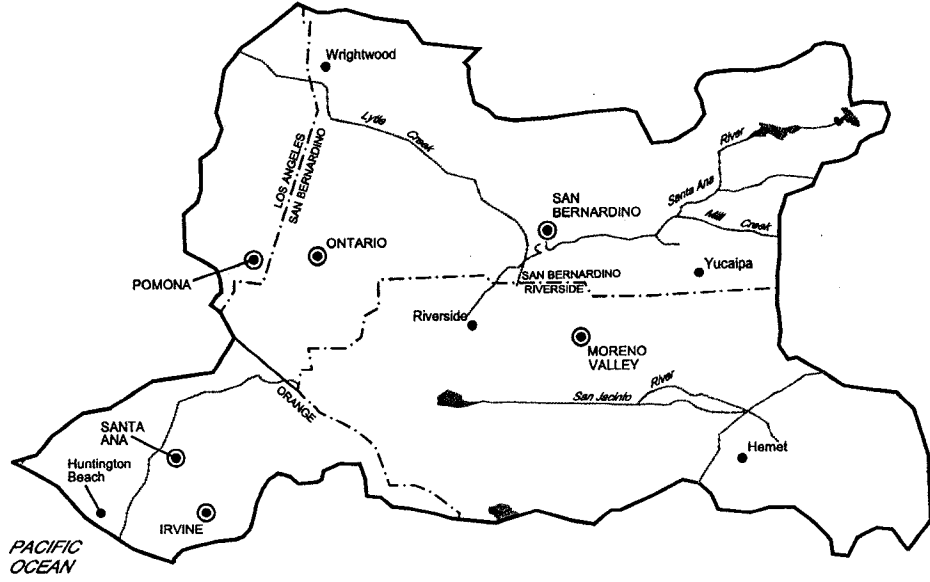 Wrightwood
Lytle Creek
River
Santa Ana
LOS ANGELES
SAN BERNARDINO
SAN
BERNARDINO
Mill Creek
ONTARIO
POMONA
SAN BERNARDINO
RIVERSIDE
Yucaipa
Riverside
MORENO
VALLEY
River
San Jacinto
ORANGE
SANTA
ANA
Hemet
Huntington
Beach
IRVINE
PACIFIC
OCEAN